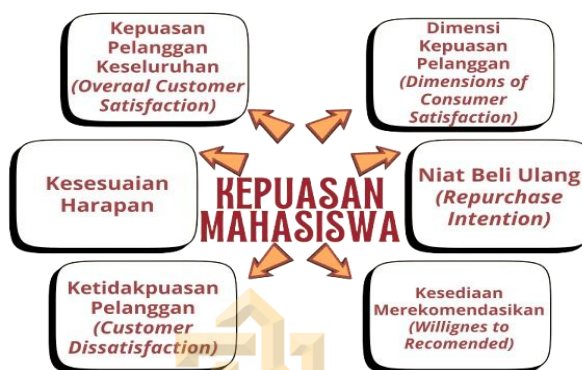 Kepuasan
Pelanggan
Keseluruhan
(Overaal Customer
Satisfaction)
Dimensi
Kepuasan
Pelanggan
(Dimensions of
Consumer
Satisfaction)
Kesesuaian
Harapan
KEPUASAN
MAHASISWA
Niat Beli Ulang
(Repurchase
Intention)
Ketidakpuasan
Pelanggan
(Customer
Dissatisfaction)
Kesediaan
Merekomendasikan
(Willignes to
Recomended)